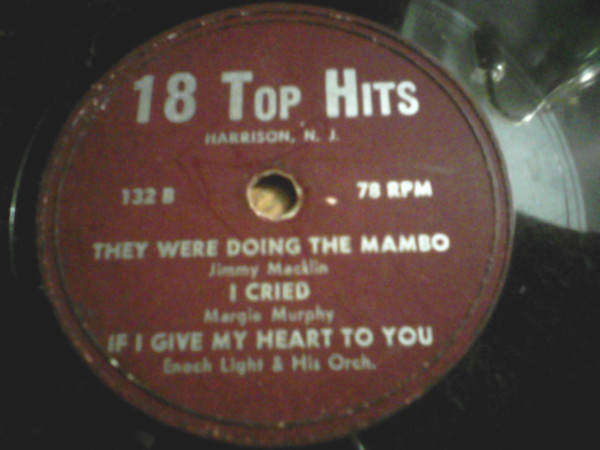 18 TOP HITS
HARRISON, N. J.
132 B 78 RPM
THEY WERE DOING THE MAMBO
Jimmy Macklin
I CRIED
Margie Murphy
IF I GIVE MY HEART TO YOU
Enoch Light & His Orch.